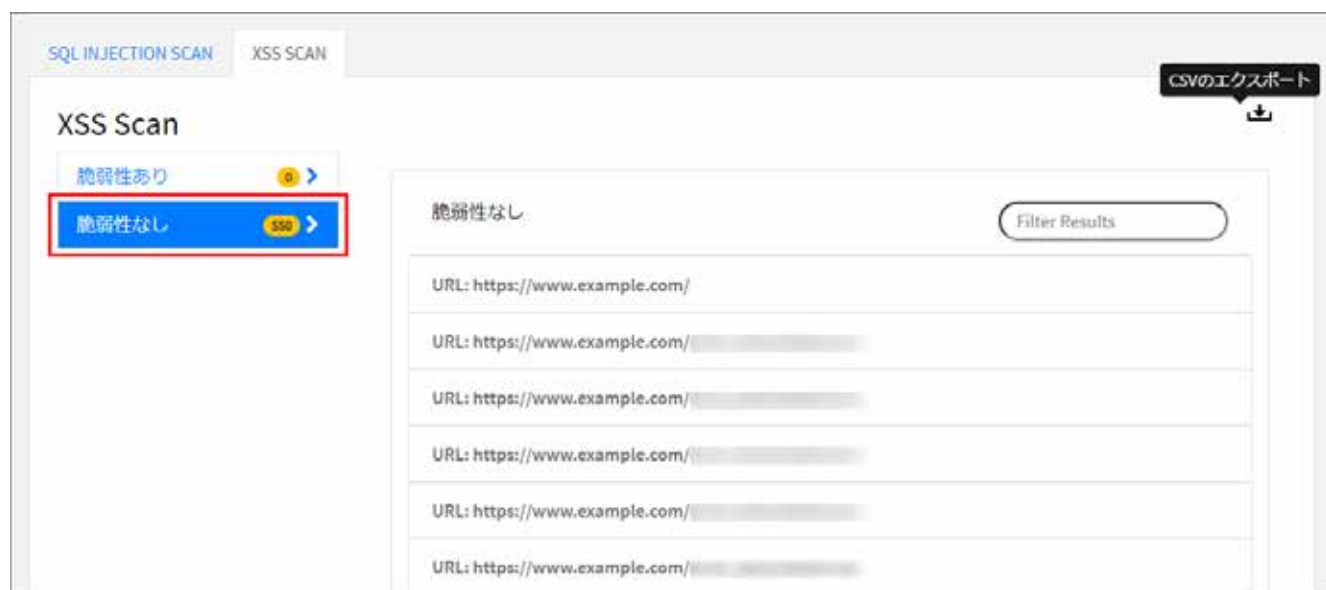 SQL INJECTION SCAN XSS SCAN
CSVのエクスポート
XSS Scan
脆弱性あり 0
脆弱性なし 550
脆弱性なし Filter Results
URL: https://www.example.com/
URL: https://www.example.com/
URL: https://www.example.com/
URL: https://www.example.com/
URL: https://www.example.com/
URL: https://www.example.com/